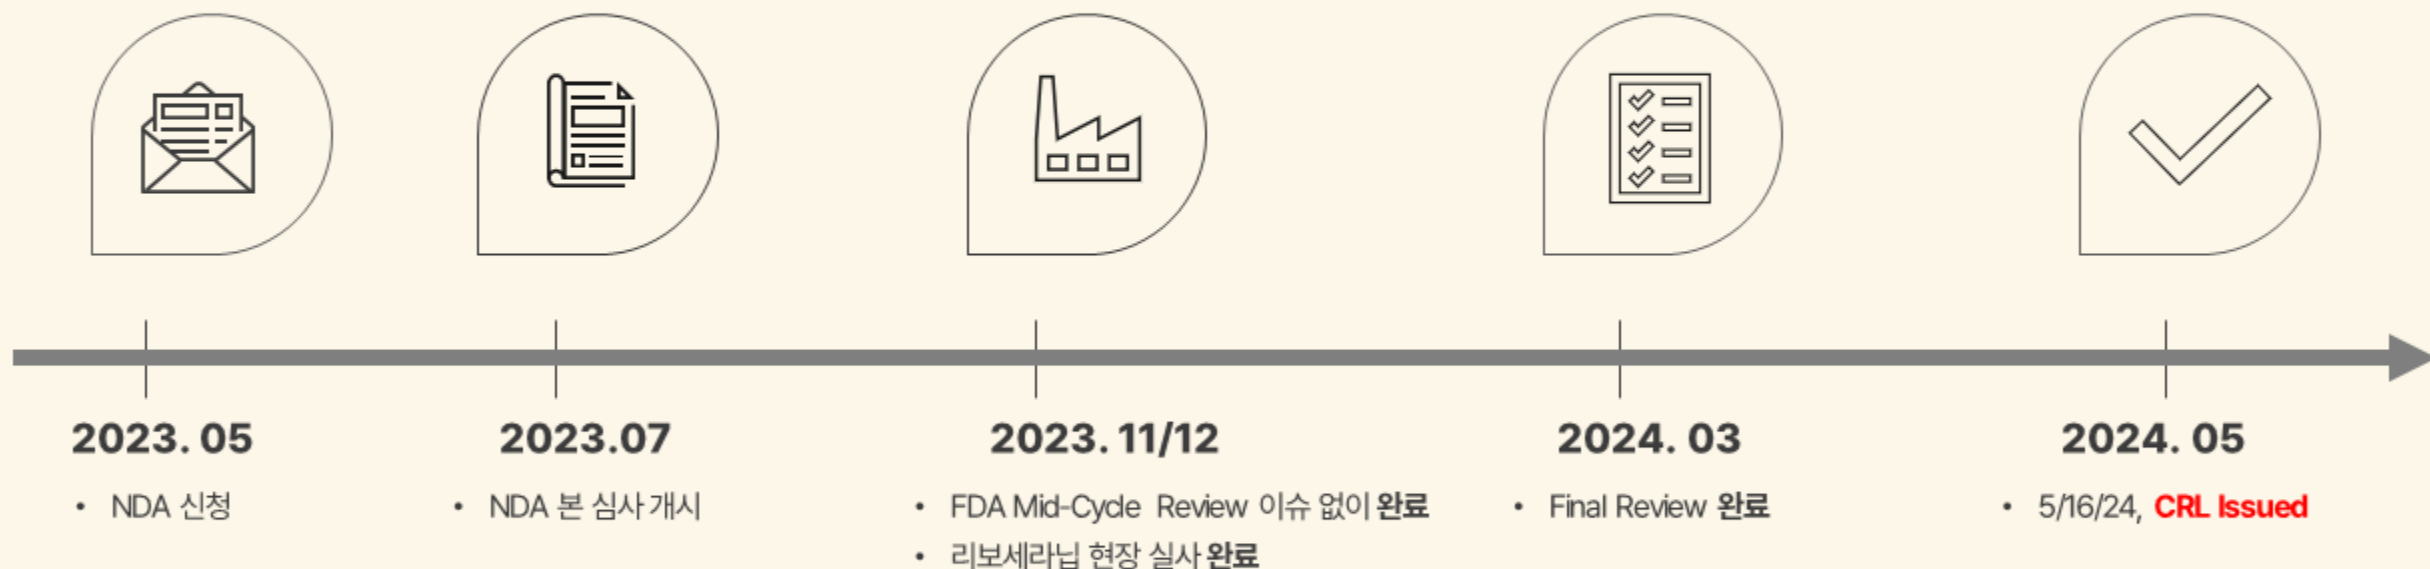 2023. 05
• NDA 신청
2023.07
• NDA 본 심사 개시
2023. 11/12
• FDA Mid-Cycle Review 이슈 없이 완료
• 리보세라닙 현장 실사 완료
2024. 03
• Final Review 완료
2024. 05
• 5/16/24, CRL Issued